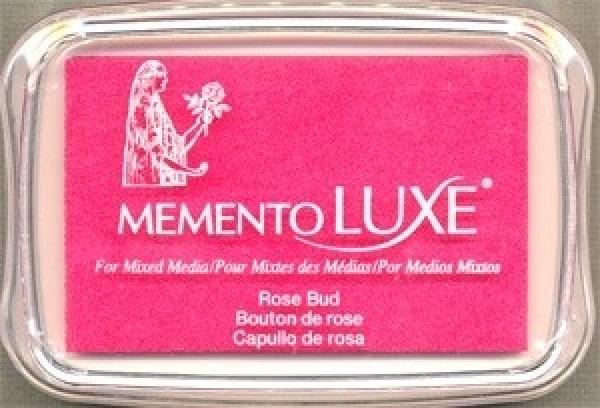 MEMENTO LUXE®
For Mixed Media/Pour Mixtes des Médias/Por Medios Mixtos
Rose Bud
Bouton de rose
Capullo de rosa